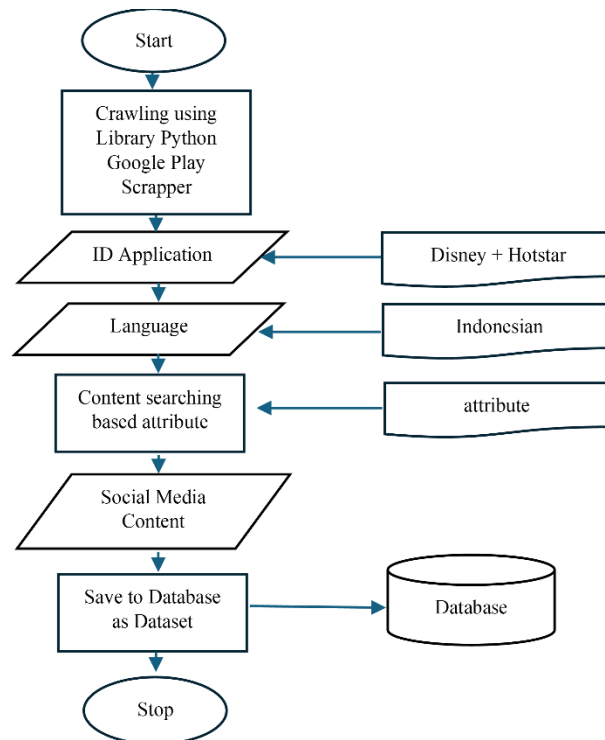 Start
Crawling using
Library Python
Google Play
Scrapper
ID Application
Disney + Hotstar
Language
Indonesian
Content searching
based attribute
attribute
Social Media
Content
Save to Database
as Dataset
Database
Stop